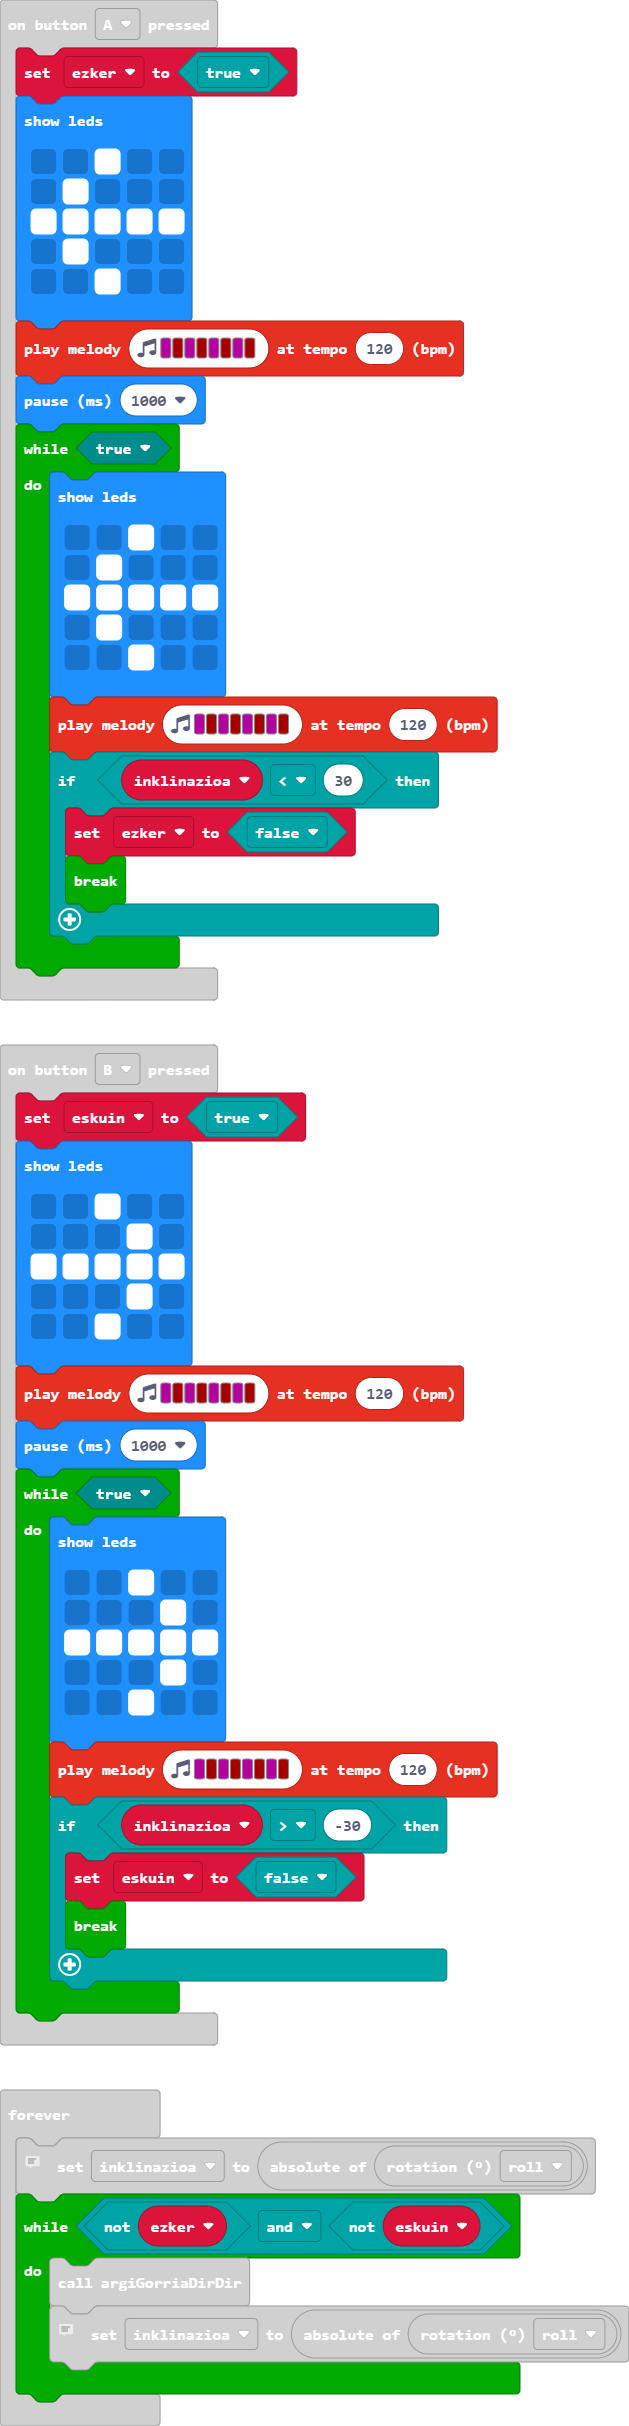 on button A pressed
set ezker to true
show leds
play melody at tempo 120 (bpm)
pause (ms) 1000
while true
do
show leds
play melody at tempo 120 (bpm)
if inklinazioa < 30 then
set ezker to false
break
on button B pressed
set eskuin to true
show leds
play melody at tempo 120 (bpm)
pause (ms) 1000
while true
do
show leds
play melody at tempo 120 (bpm)
if inklinazioa > -30 then
set eskuin to false
break
forever
set inklinazioa to absolute of rotation (º) roll
while not ezker and not eskuin
do
call argiGorriaDirDir
set inklinazioa to absolute of rotation (º) roll